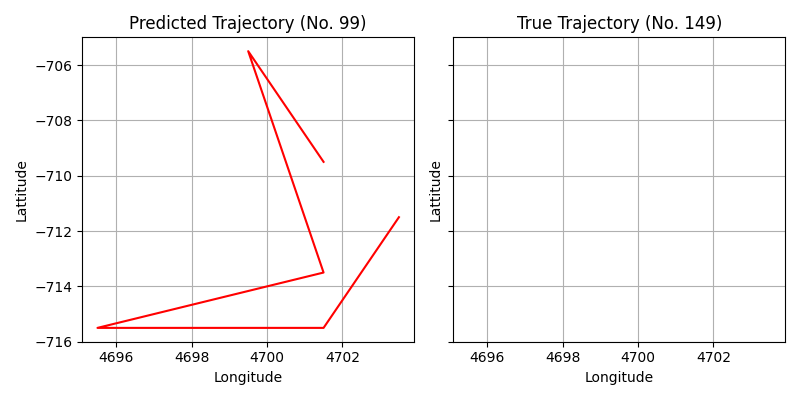 Predicted Trajectory (No. 99)
True Trajectory (No. 149)
−706
−708
−710
−712
−714
−716
Lattitude
Lattitude
4696 4698 4700 4702
4696 4698 4700 4702
Longitude
Longitude